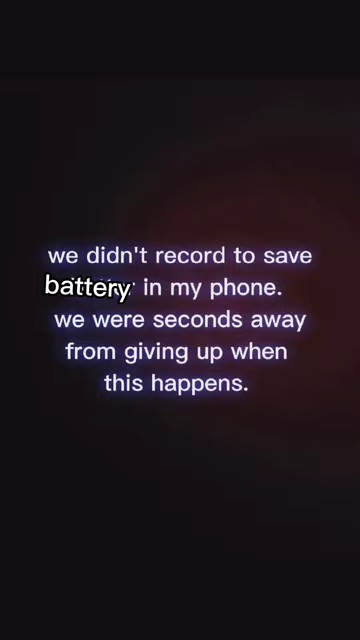 we didn't record to save
battery in my phone.
we were seconds away
from giving up when
this happens.